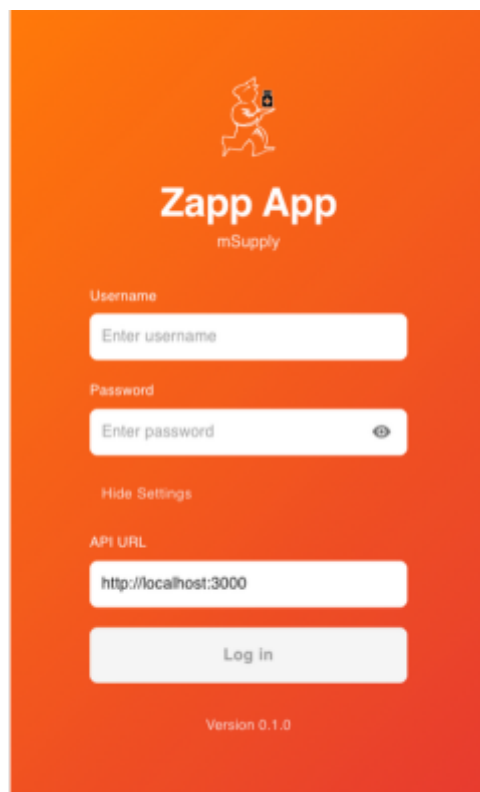 Zapp App
mSupply
Username
Enter username
Password
Enter password
Hide Settings
API URL
http://localhost:3000
Log in
Version 0.1.0